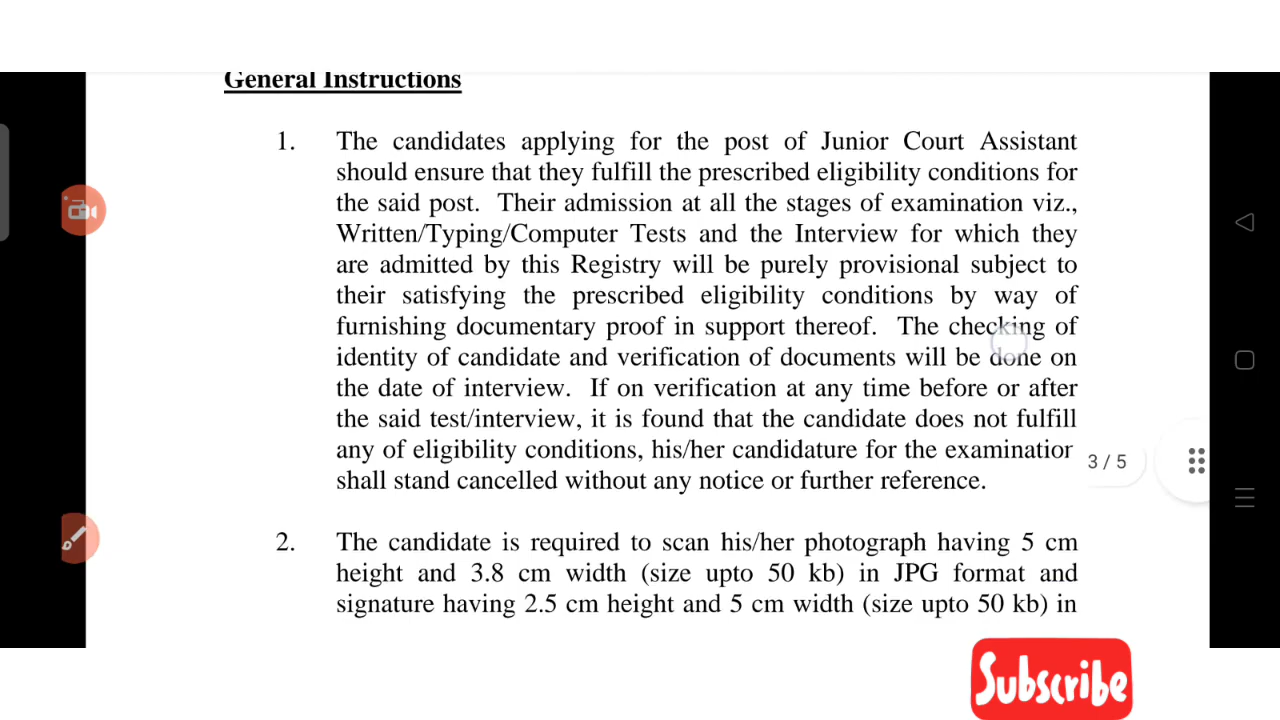 General Instructions
1. The candidates applying for the post of Junior Court Assistant
should ensure that they fulfill the prescribed eligibility conditions for
the said post. Their admission at all the stages of examination viz.,
Written/Typing/Computer Tests and the Interview for which they
are admitted by this Registry will be purely provisional subject to
their satisfying the prescribed eligibility conditions by way of
furnishing documentary proof in support thereof. The checking of
identity of candidate and verification of documents will be done on
the date of interview. If on verification at any time before or after
the said test/interview, it is found that the candidate does not fulfill
any of eligibility conditions, his/her candidature for the examination
3 / 5
shall stand cancelled without any notice or further reference.
2. The candidate is required to scan his/her photograph having 5 cm
height and 3.8 cm width (size upto 50 kb) in JPG format and
signature having 2.5 cm height and 5 cm width (size upto 50 kb) in
Subscribe